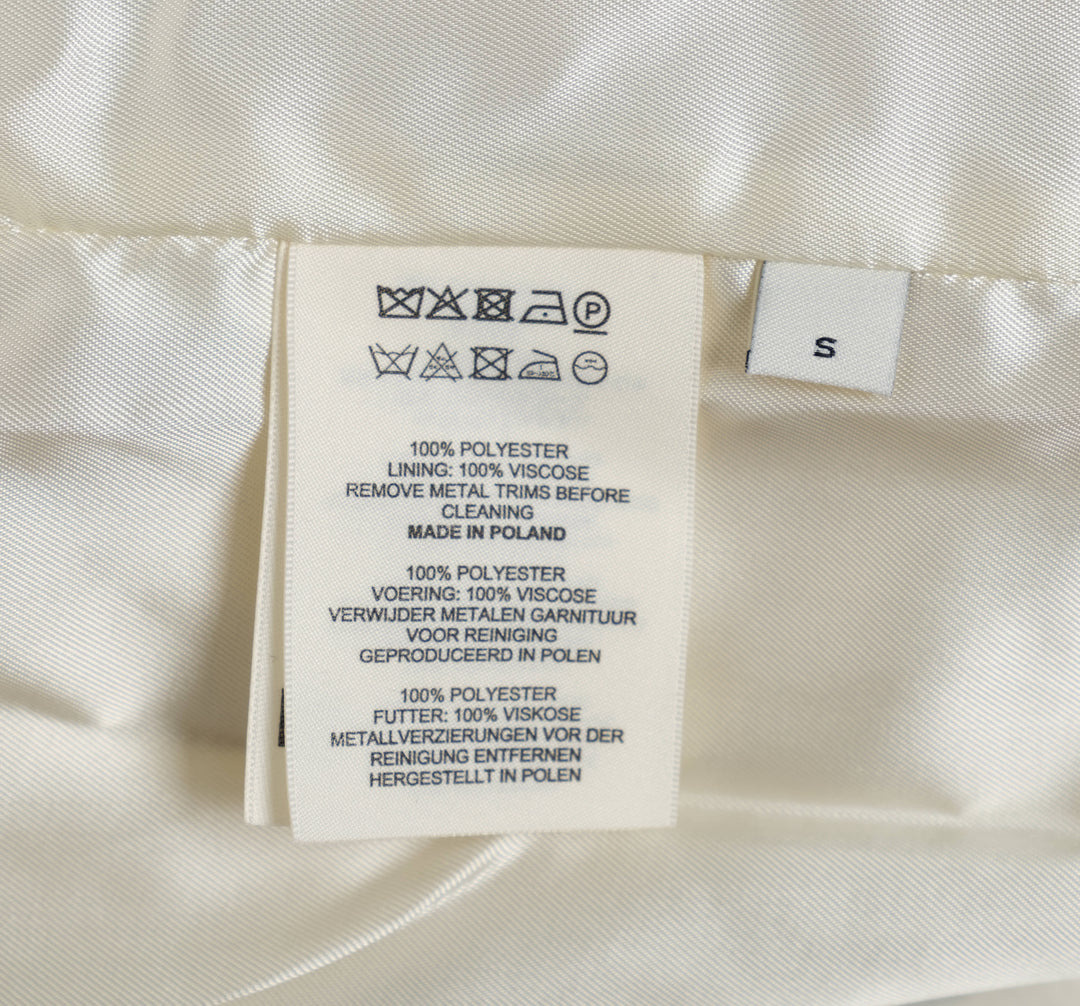 P
100% POLYESTER
LINING: 100% VISCOSE
REMOVE METAL TRIMS BEFORE
CLEANING
MADE IN POLAND
100% POLYESTER
VOERING: 100% VISCOSE
VERWIJDER METALEN GARNITUUR
VOOR REINIGING
GEPRODUCEERD IN POLEN
100% POLYESTER
FUTTER: 100% VISKOSE
METALLVERZIERUNGEN VOR DER
REINIGUNG ENTFERNEN
HERGESTELLT IN POLEN
S